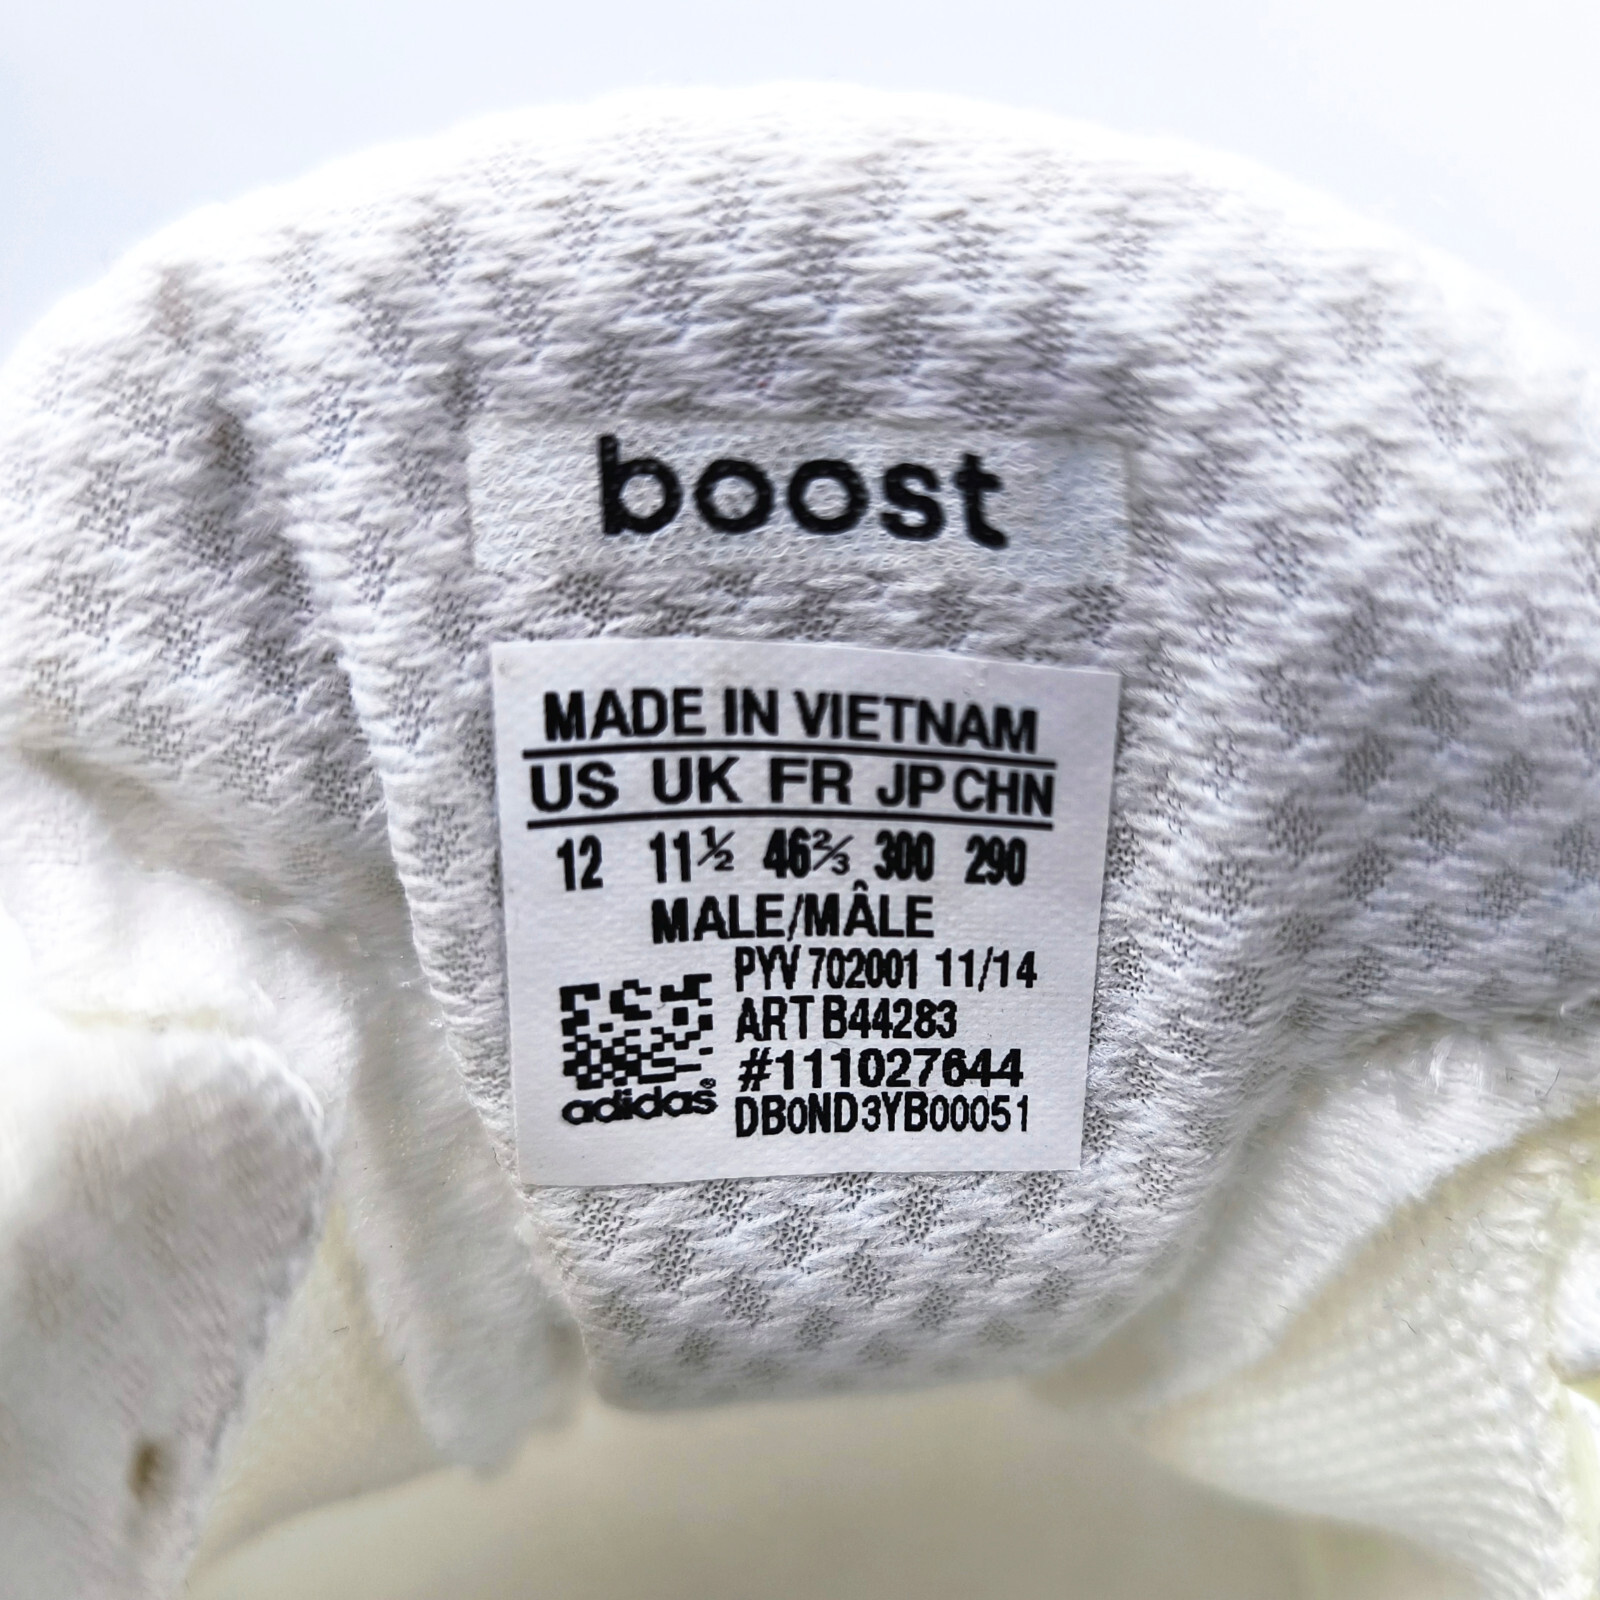 boost
MADE IN VIETNAM
US UK FR JP CHN
12 11½ 46⅔ 300 290
MALE/MÂLE
PYV 702001 11/14
ART B44283
#111027644
adidas®
DB0ND3YB00051